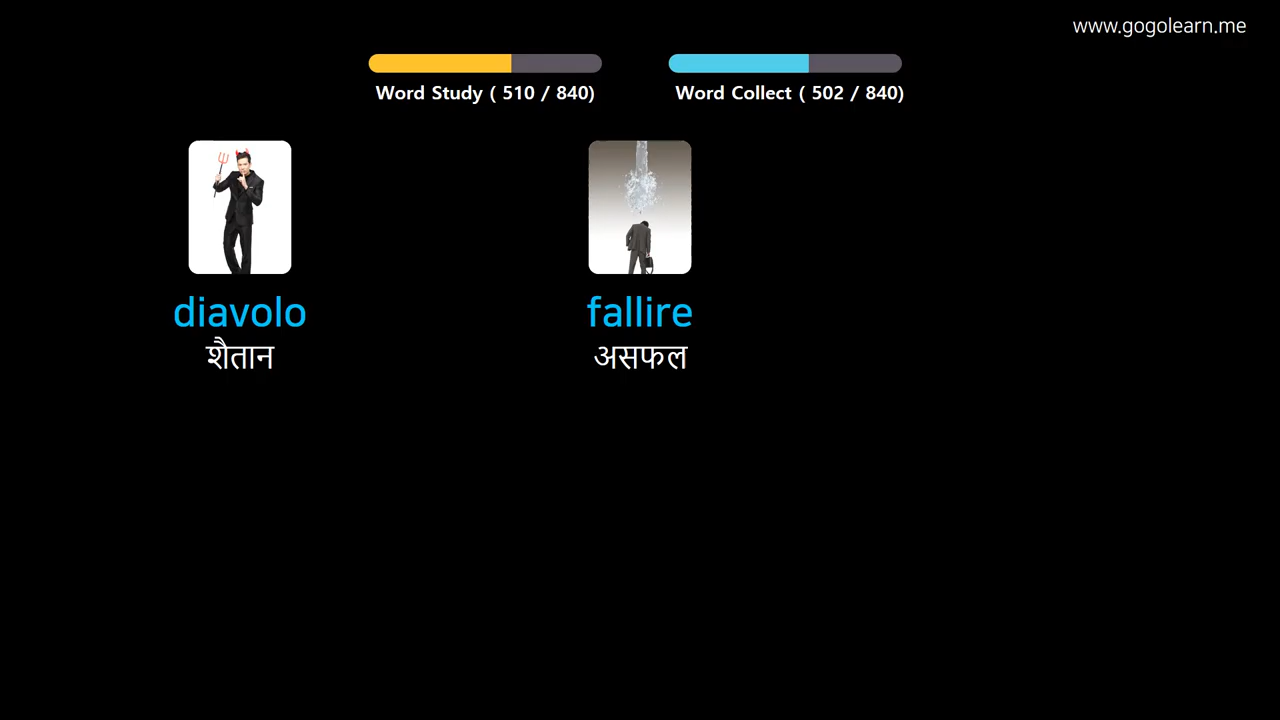 www.gogolearn.me
Word Study ( 510 / 840)
Word Collect ( 502 / 840)
diavolo
शैतान
fallire
असफल